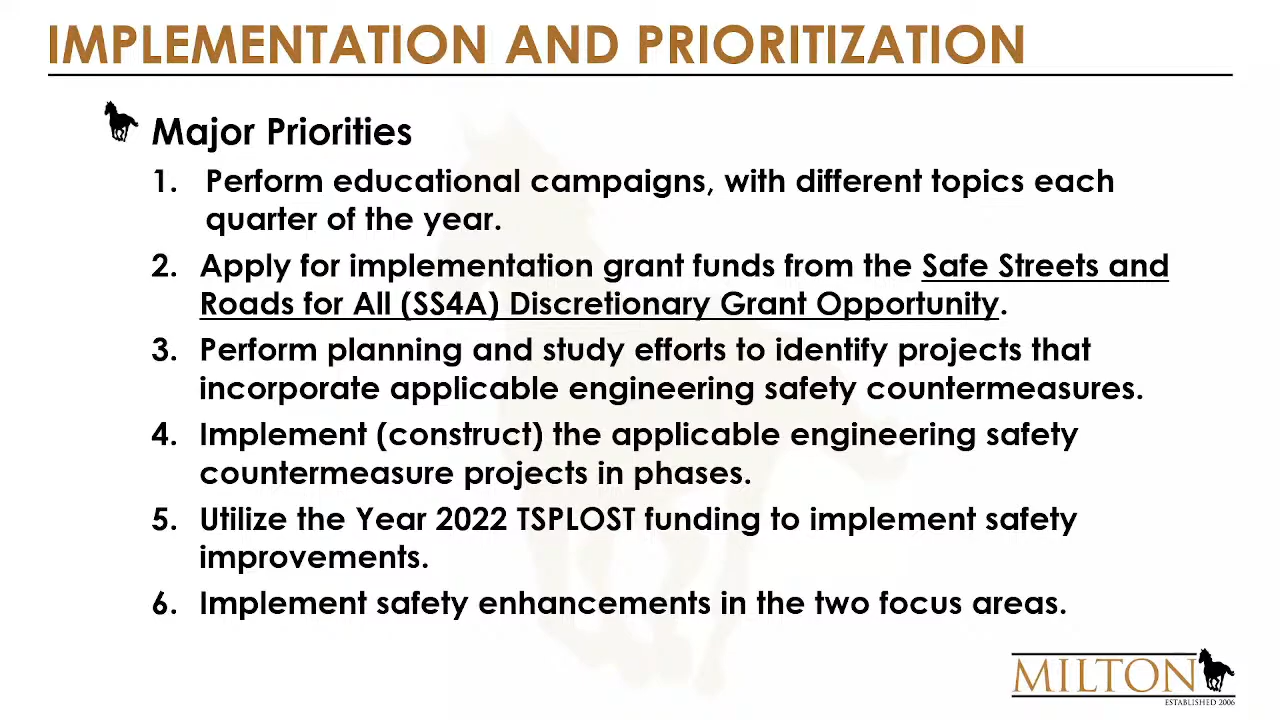 IMPLEMENTATION AND PRIORITIZATION
Major Priorities
1. Perform educational campaigns, with different topics each
quarter of the year.
2. Apply for implementation grant funds from the Safe Streets and
Roads for All (SS4A) Discretionary Grant Opportunity.
3. Perform planning and study efforts to identify projects that
incorporate applicable engineering safety countermeasures.
4. Implement (construct) the applicable engineering safety
countermeasure projects in phases.
5. Utilize the Year 2022 TSPLOST funding to implement safety
improvements.
6. Implement safety enhancements in the two focus areas.
MILTON
ESTABLISHED 2006